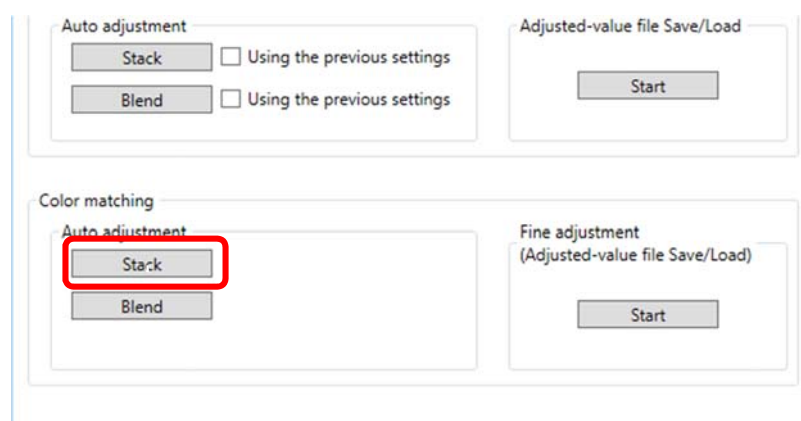 Auto adjustment
Adjusted-value file Save/Load
Stack
Using the previous settings
Start
Blend
Using the previous settings
Color matching
Auto adjustment
Fine adjustment
(Adjusted-value file Save/Load)
Stack
Blend
Start